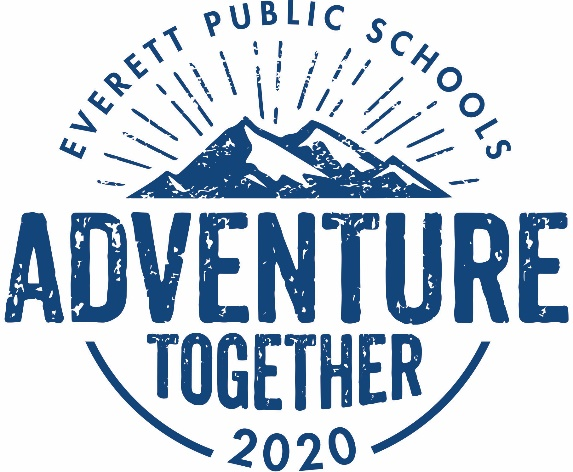 EVERETT PUBLIC SCHOOLS
ADVENTURE
TOGETHER
2020